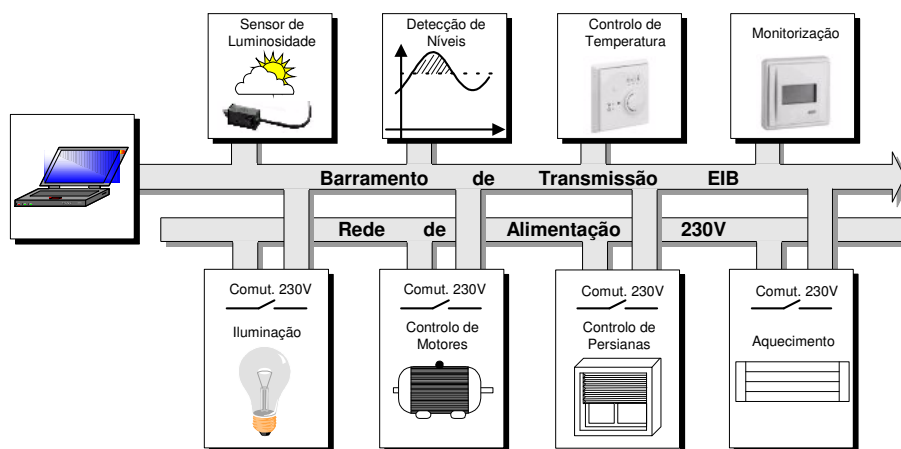 Sensor de
Luminosidade
Detecção de
Níveis
Controlo de
Temperatura
Monitorização
Barramento de Transmissão EIB
Rede de Alimentação 230V
Comut. 230V
Iluminação
Comut. 230V
Controlo de
Motores
Comut. 230V
Controlo de
Persianas
Comut. 230V
Aquecimento